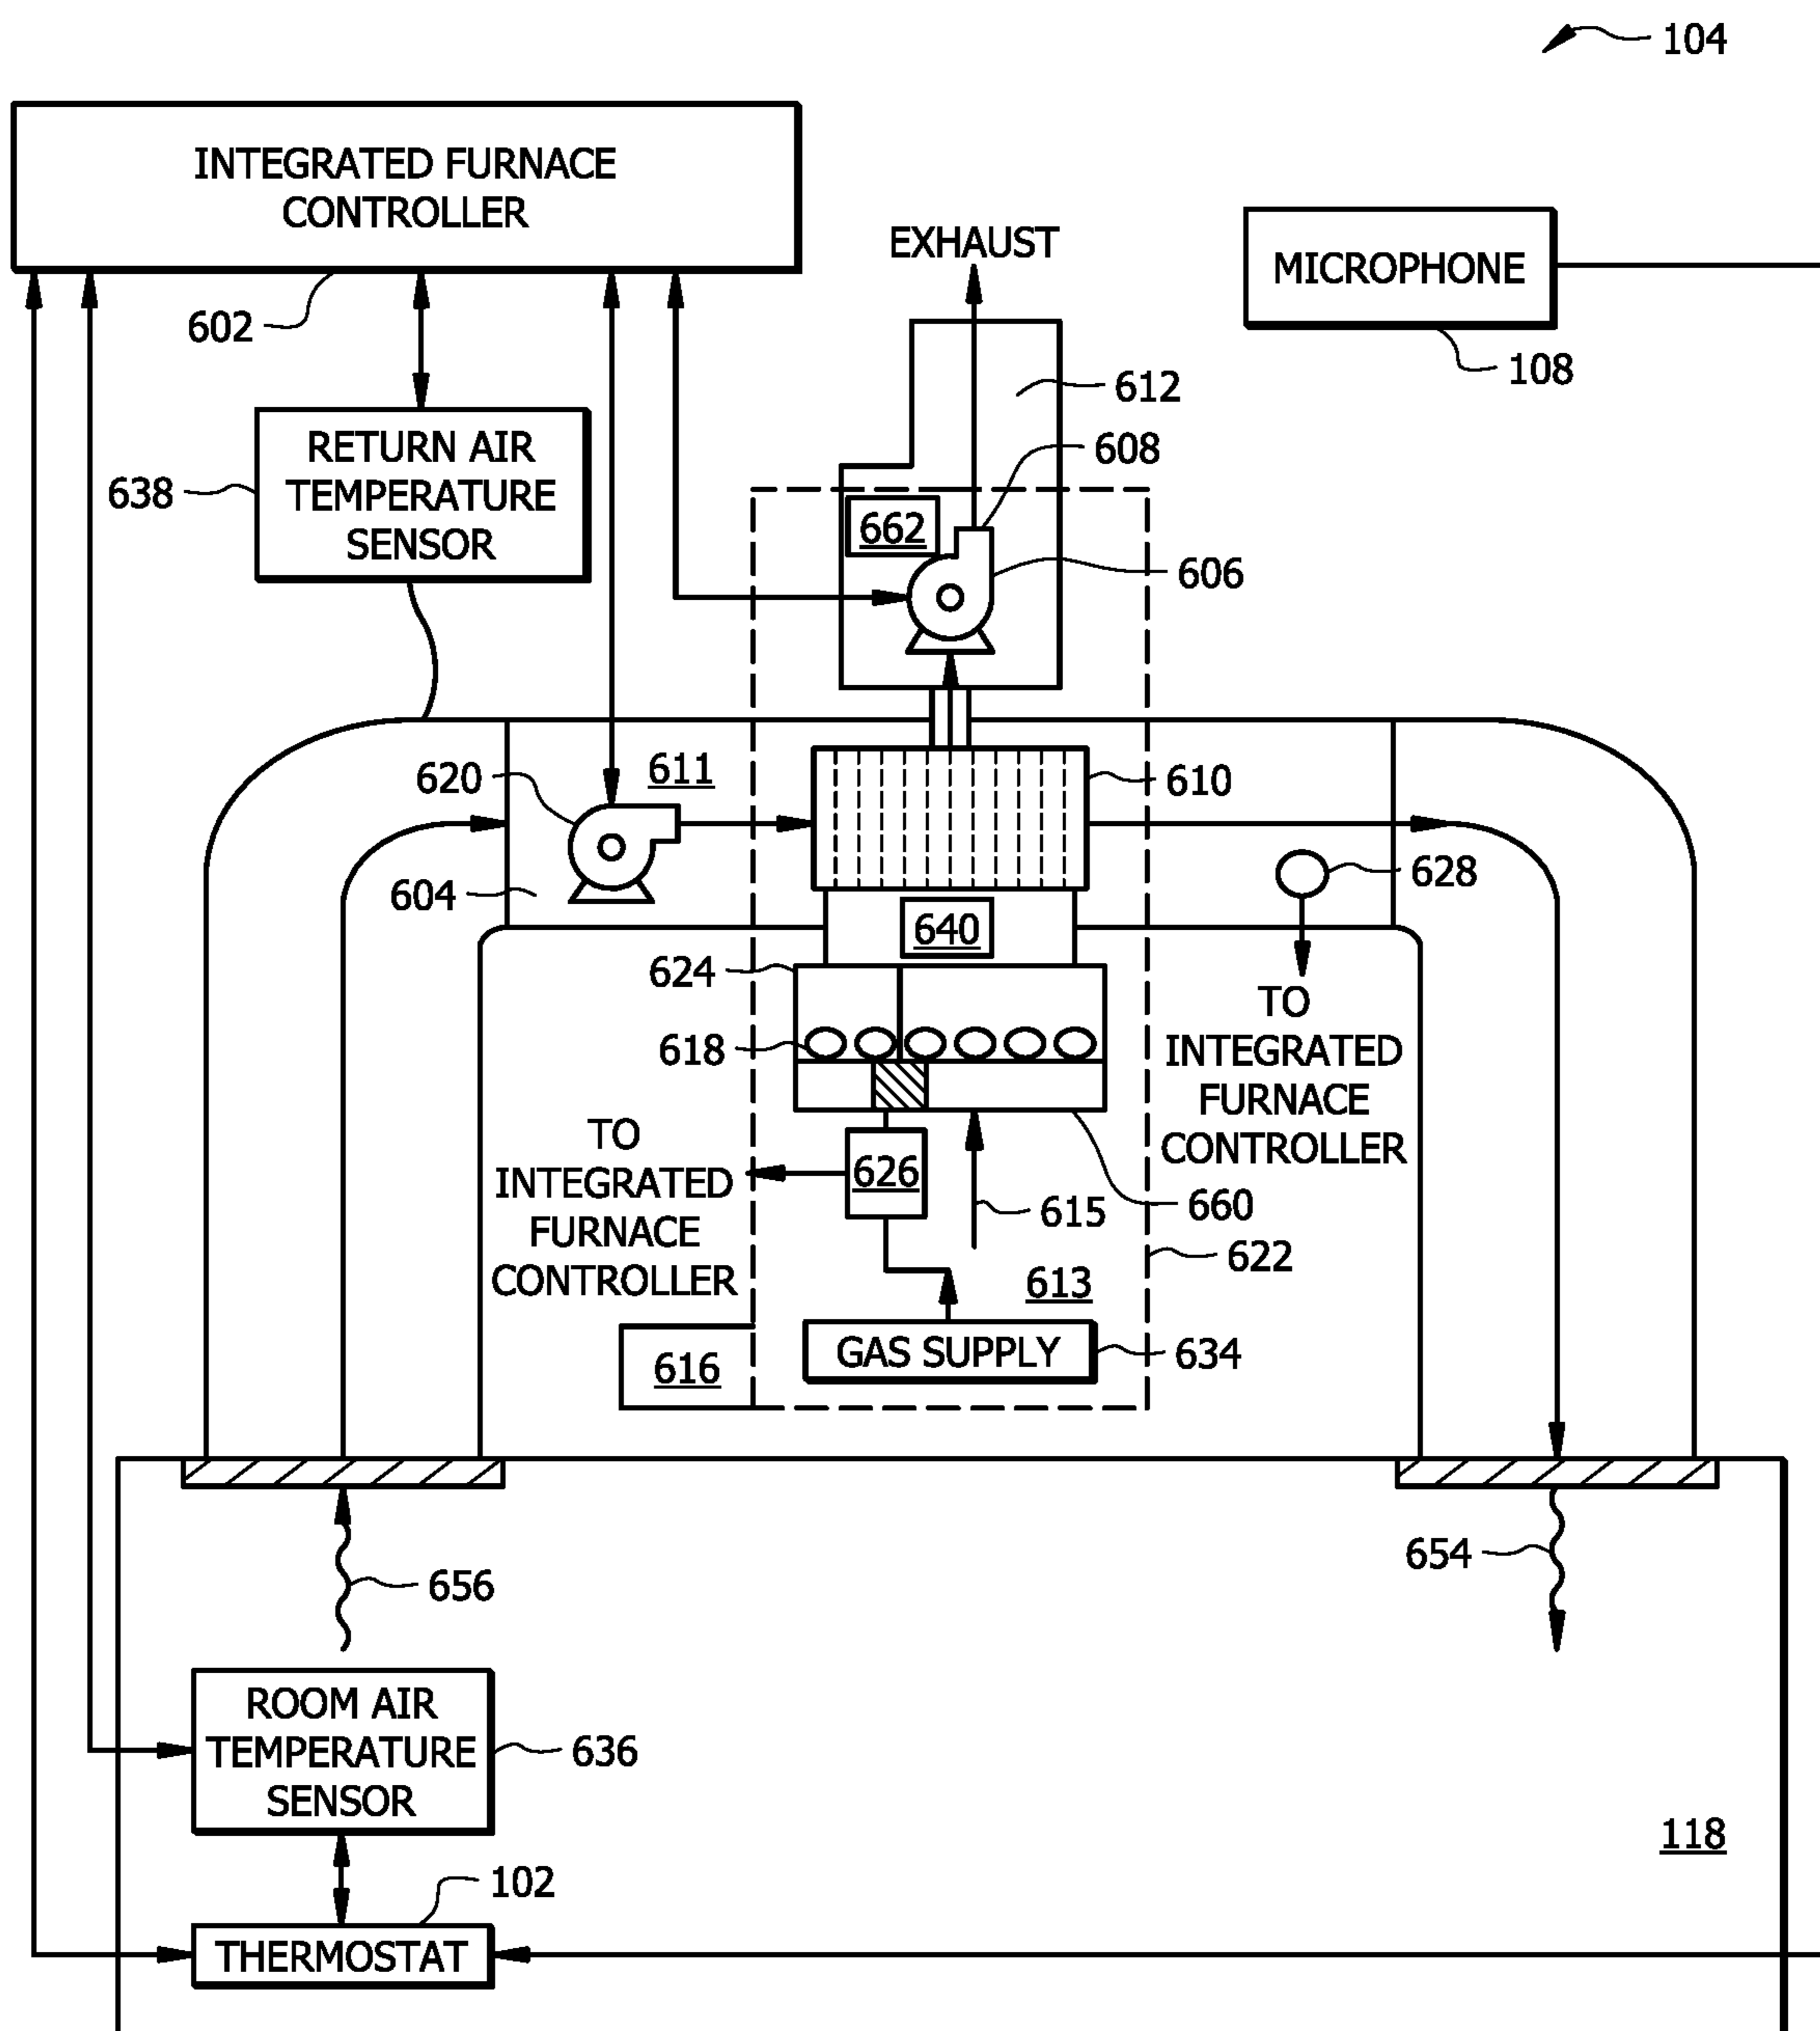 104
INTEGRATED FURNACE
CONTROLLER
EXHAUST
MICROPHONE
602
108
612
RETURN AIR
TEMPERATURE
SENSOR
608
638
662
606
620
611
610
604
628
640
624
TO
INTEGRATED
FURNACE
CONTROLLER
618
TO
INTEGRATED
FURNACE
CONTROLLER
626
615
660
622
613
616
GAS SUPPLY
634
656
654
ROOM AIR
TEMPERATURE
SENSOR
636
118
102
THERMOSTAT